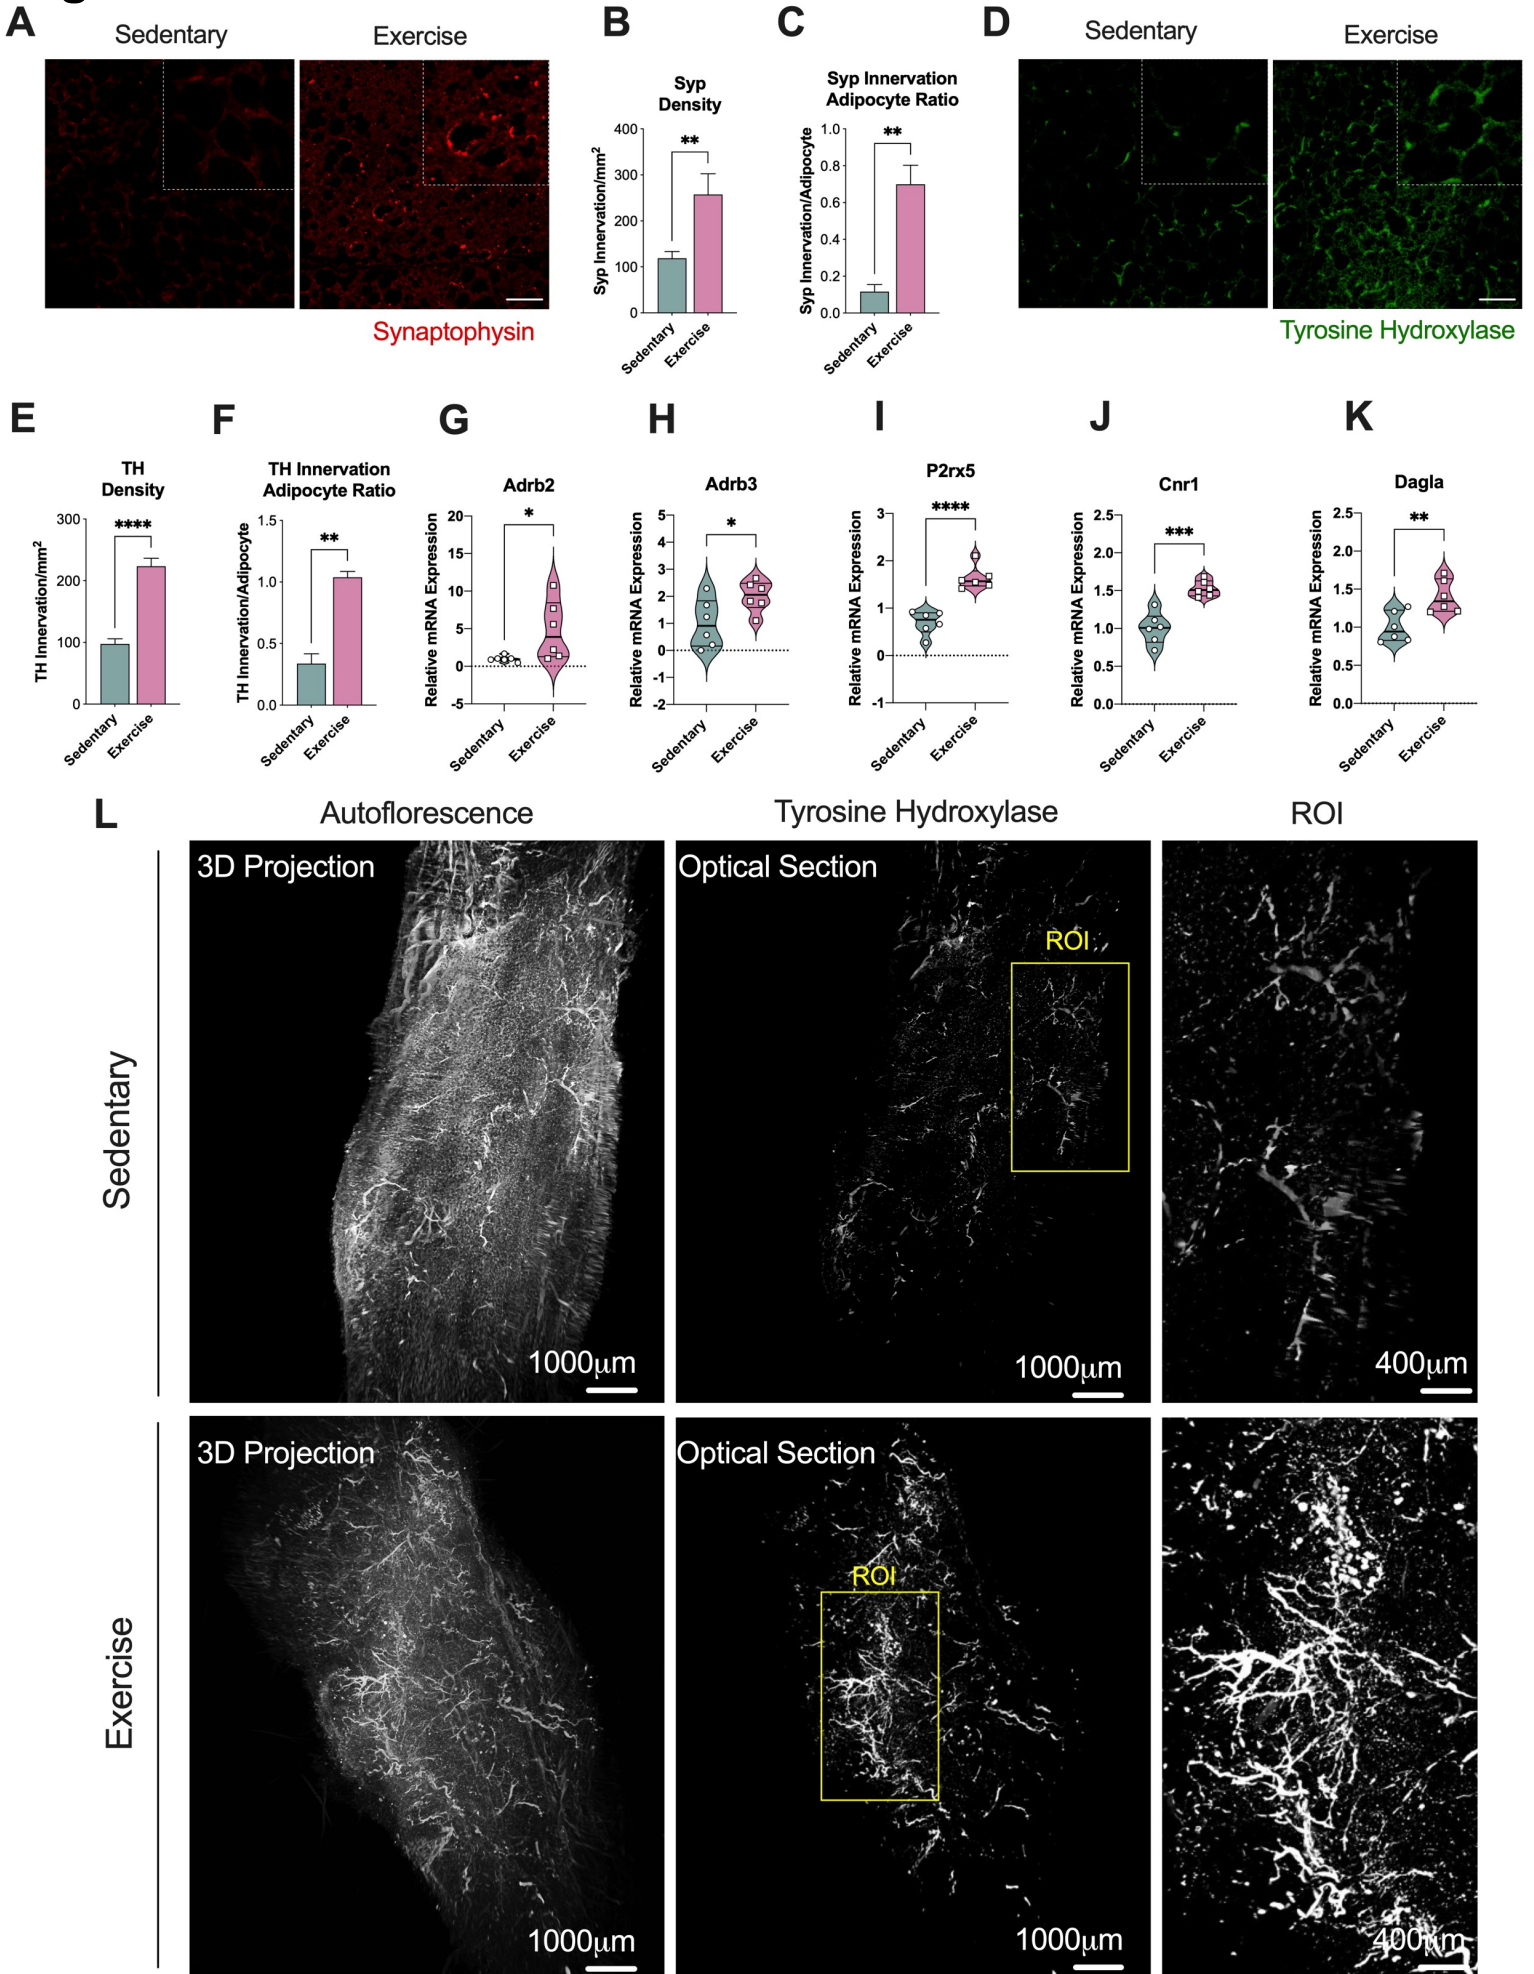 A
Sedentary
Exercise
Synaptophysin
B
Syp
Density
Syp Innervation/mm²
400
300
200
100
0
**
Sedentary
Exercise
C
Syp Innervation
Adipocyte Ratio
Syp Innervation/Adipocyte
1.0
0.8
0.6
0.4
0.2
0.0
**
Sedentary
Exercise
D
Sedentary
Exercise
Tyrosine Hydroxylase
E
TH
Density
TH Innervation/mm²
300
200
100
0
****
Sedentary
Exercise
F
TH Innervation
Adipocyte Ratio
TH Innervation/Adipocyte
1.5
1.0
0.5
0.0
**
Sedentary
Exercise
G
Adrb2
Relative mRNA Expression
20
15
10
5
0
-5
*
Sedentary
Exercise
H
Adrb3
Relative mRNA Expression
5
4
3
2
1
0
-1
-2
*
Sedentary
Exercise
I
P2rx5
Relative mRNA Expression
3
2
1
0
-1
****
Sedentary
Exercise
J
Cnr1
Relative mRNA Expression
2.5
2.0
1.5
1.0
0.5
0.0
***
Sedentary
Exercise
K
Dagla
Relative mRNA Expression
2.5
2.0
1.5
1.0
0.5
0.0
**
Sedentary
Exercise
L
Autoflorescence
Tyrosine Hydroxylase
ROI
Sedentary
3D Projection
1000μm
Optical Section
ROI
1000μm
400μm
Exercise
3D Projection
1000μm
Optical Section
ROI
1000μm
400μm